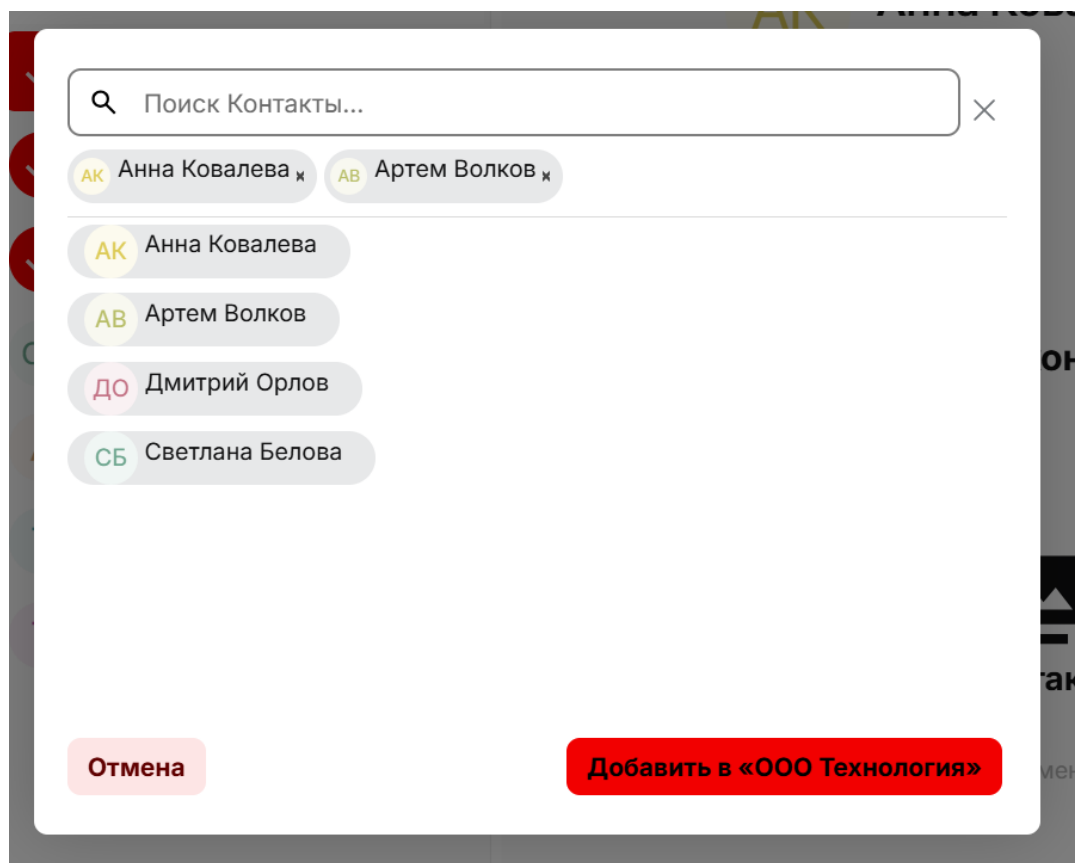 АК
Поиск Контакты...
АК Анна Ковалева x АВ Артем Волков x
АК Анна Ковалева
АВ Артем Волков
ДО Дмитрий Орлов
СБ Светлана Белова
Отмена Добавить в «ООО Технология»